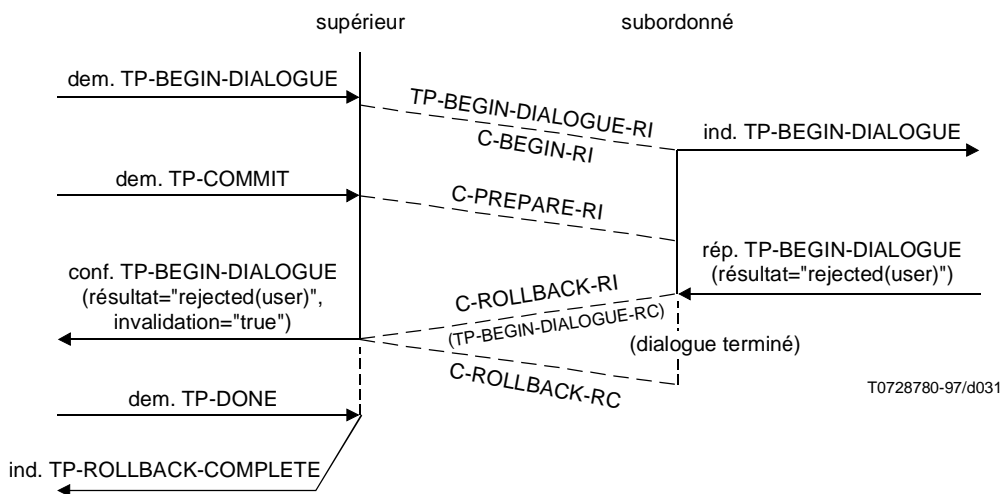 supérieur
subordonné
dem. TP-BEGIN-DIALOGUE
TP-BEGIN-DIALOGUE-RI
C-BEGIN-RI
ind. TP-BEGIN-DIALOGUE
dem. TP-COMMIT
C-PREPARE-RI
rép. TP-BEGIN-DIALOGUE
(résultat="rejected(user)")
conf. TP-BEGIN-DIALOGUE
(résultat="rejected(user)",
invalidation="true")
C-ROLLBACK-RI
(TP-BEGIN-DIALOGUE-RC)
(dialogue terminé)
C-ROLLBACK-RC
T0728780-97/d031
dem. TP-DONE
ind. TP-ROLLBACK-COMPLETE